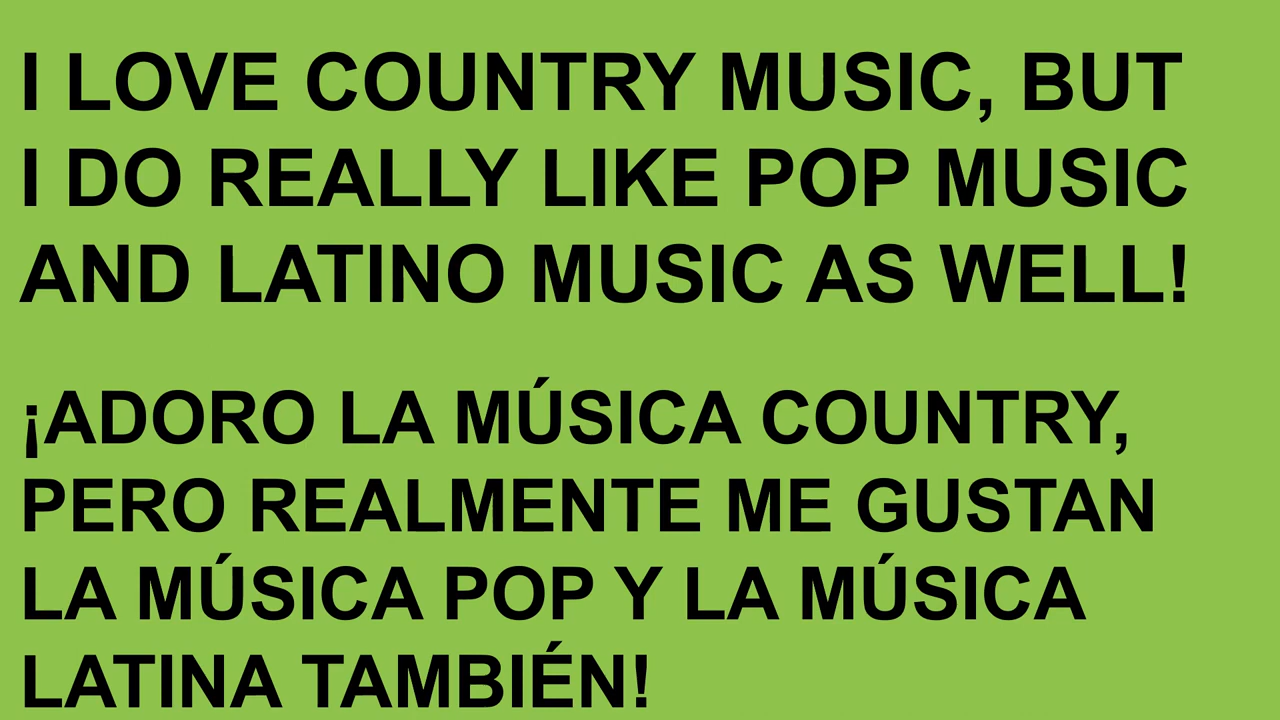 I LOVE COUNTRY MUSIC, BUT
I DO REALLY LIKE POP MUSIC
AND LATINO MUSIC AS WELL!
¡ADORO LA MÚSICA COUNTRY,
PERO REALMENTE ME GUSTAN
LA MÚSICA POP Y LA MÚSICA
LATINA TAMBIÉN!